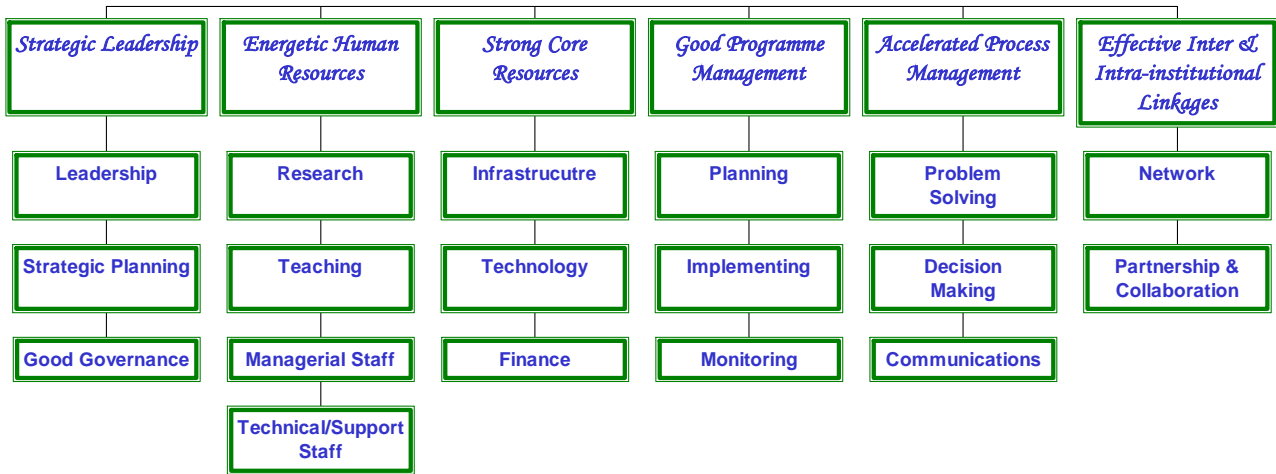 Strategic Leadership
Energetic Human
Resources
Strong Core
Resources
Good Programme
Management
Accelerated Process
Management
Effective Inter &
Intra-institutional
Linkages
Leadership
Research
Infrastrucutre
Planning
Problem
Solving
Network
Strategic Planning
Teaching
Technology
Implementing
Decision
Making
Partnership &
Collaboration
Good Governance
Managerial Staff
Finance
Monitoring
Communications
Technical/Support
Staff